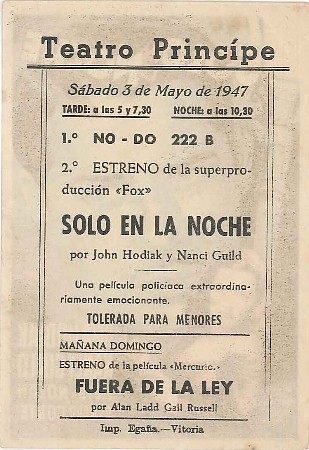 Teatro Princípe
Sábado 3 de Mayo de 1947
TARDE: a las 5 y 7,30 NOCHE: a las 10,30
1.º NO - DO 222 B
2.º ESTRENO de la superpro-
ducción «Fox»
SOLO EN LA NOCHE
por John Hodiak y Nanci Guild
Una película policiaca extraordina-
riamente emocionante.
TOLERADA PARA MENORES
MAÑANA DOMINGO
ESTRENO de la película «Mercurio.»
FUERA DE LA LEY
por Alan Ladd Gail Russell
Imp. Egaña.—Vitoria